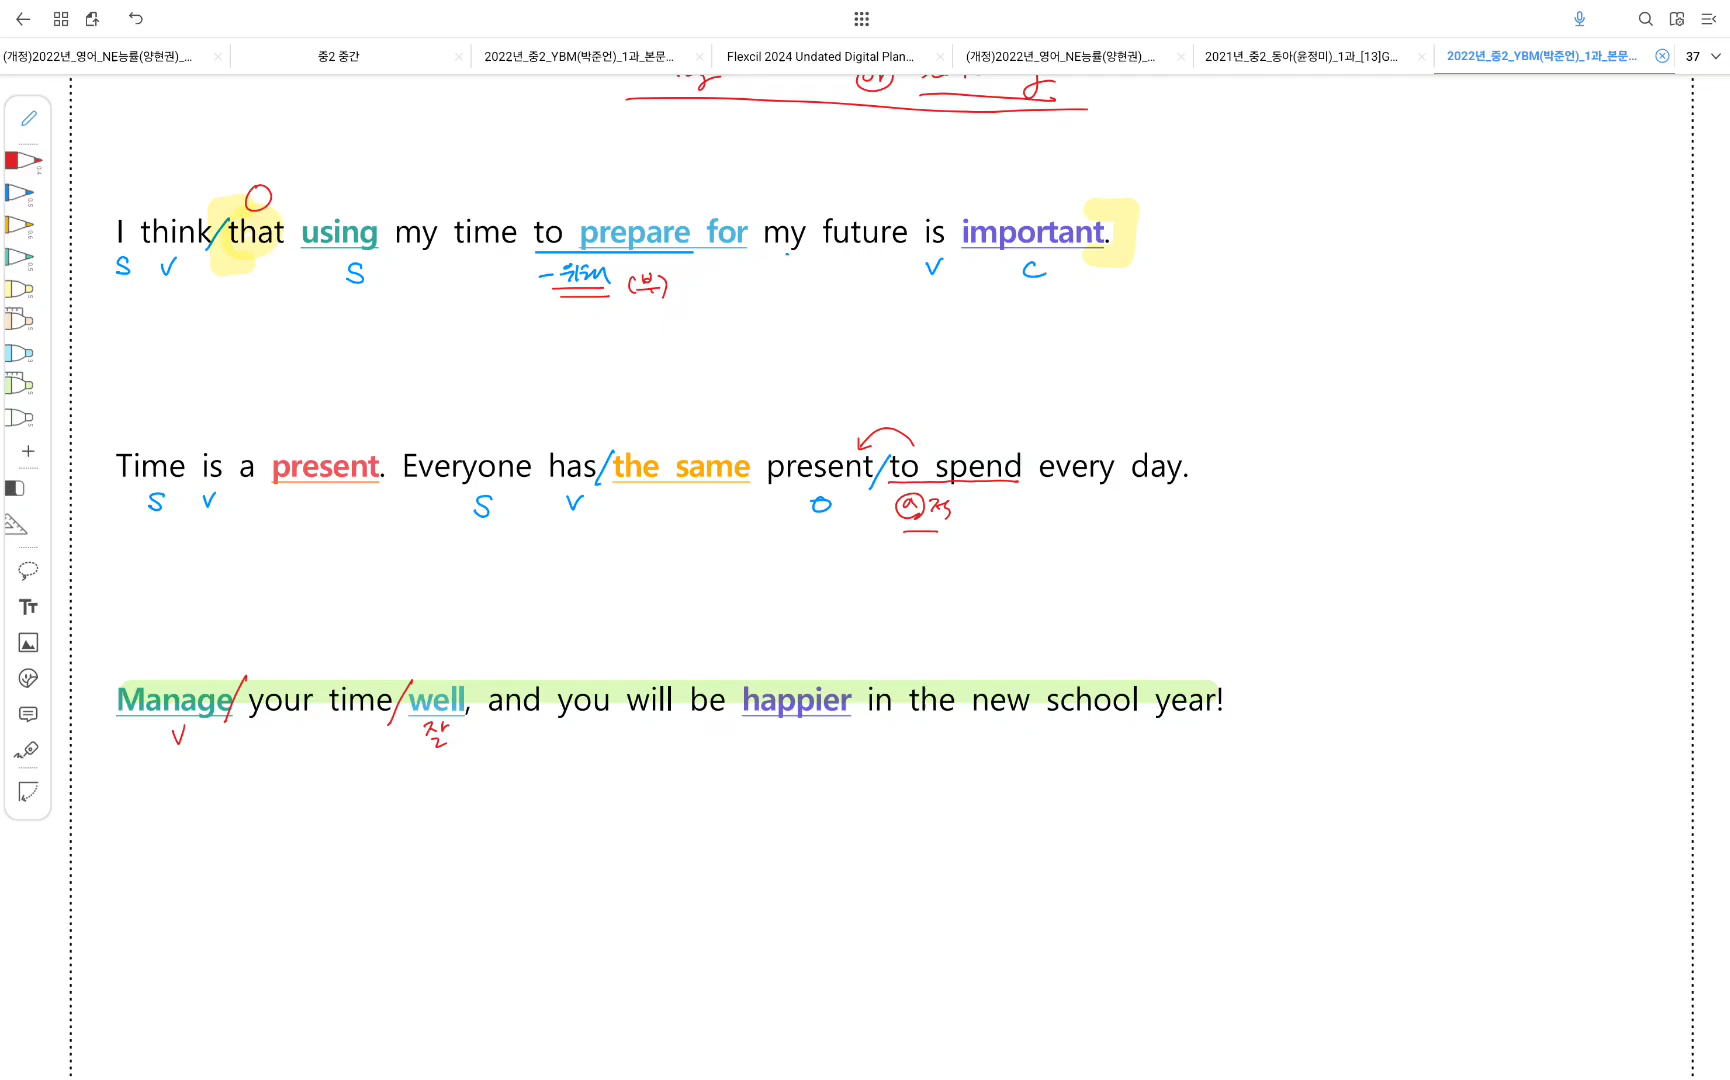 (개정)2022년_영어_NE능률(양현권)_... 중2 중간 2022년_중2_YBM(박준언)_1과_본문... Flexcil 2024 Undated Digital Plan... (개정)2022년_영어_NE능률(양현권)_... 2021년_중2_동아(윤정미)_1과_[13]G... 2022년_중2_YBM(박준언)_1과_본문... 37
I think/that using my time to prepare for my future is important.
S V S ~위해 (부) V C
Time is a present. Everyone has/the same present/to spend every day.
S V S V O ⓐ적
Manage/your time/well, and you will be happier in the new school year!
V 잘
Tт